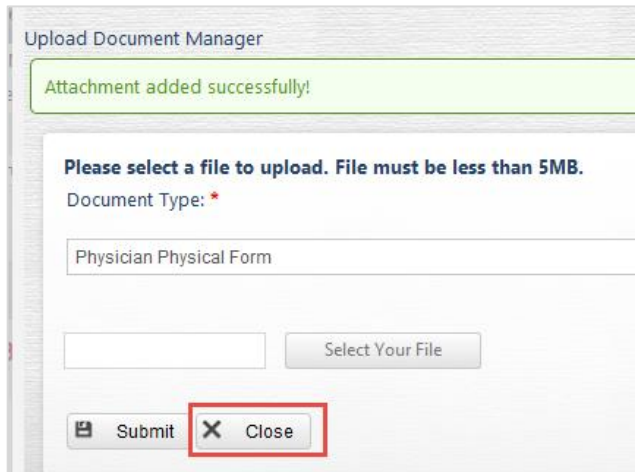 Upload Document Manager
Attachment added successfully!
Please select a file to upload. File must be less than 5MB.
Document Type: *
Physician Physical Form
Select Your File
Submit
Close